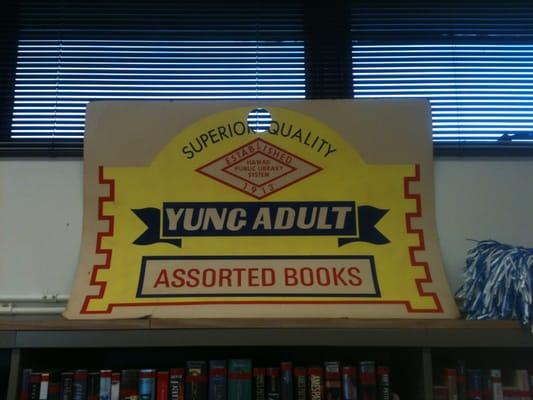 SUPERIOR QUALITY
ESTABLISHED
HAWAII
PUBLIC LIBRARY
SYSTEM
1913
YUNG ADULT
ASSORTED BOOKS